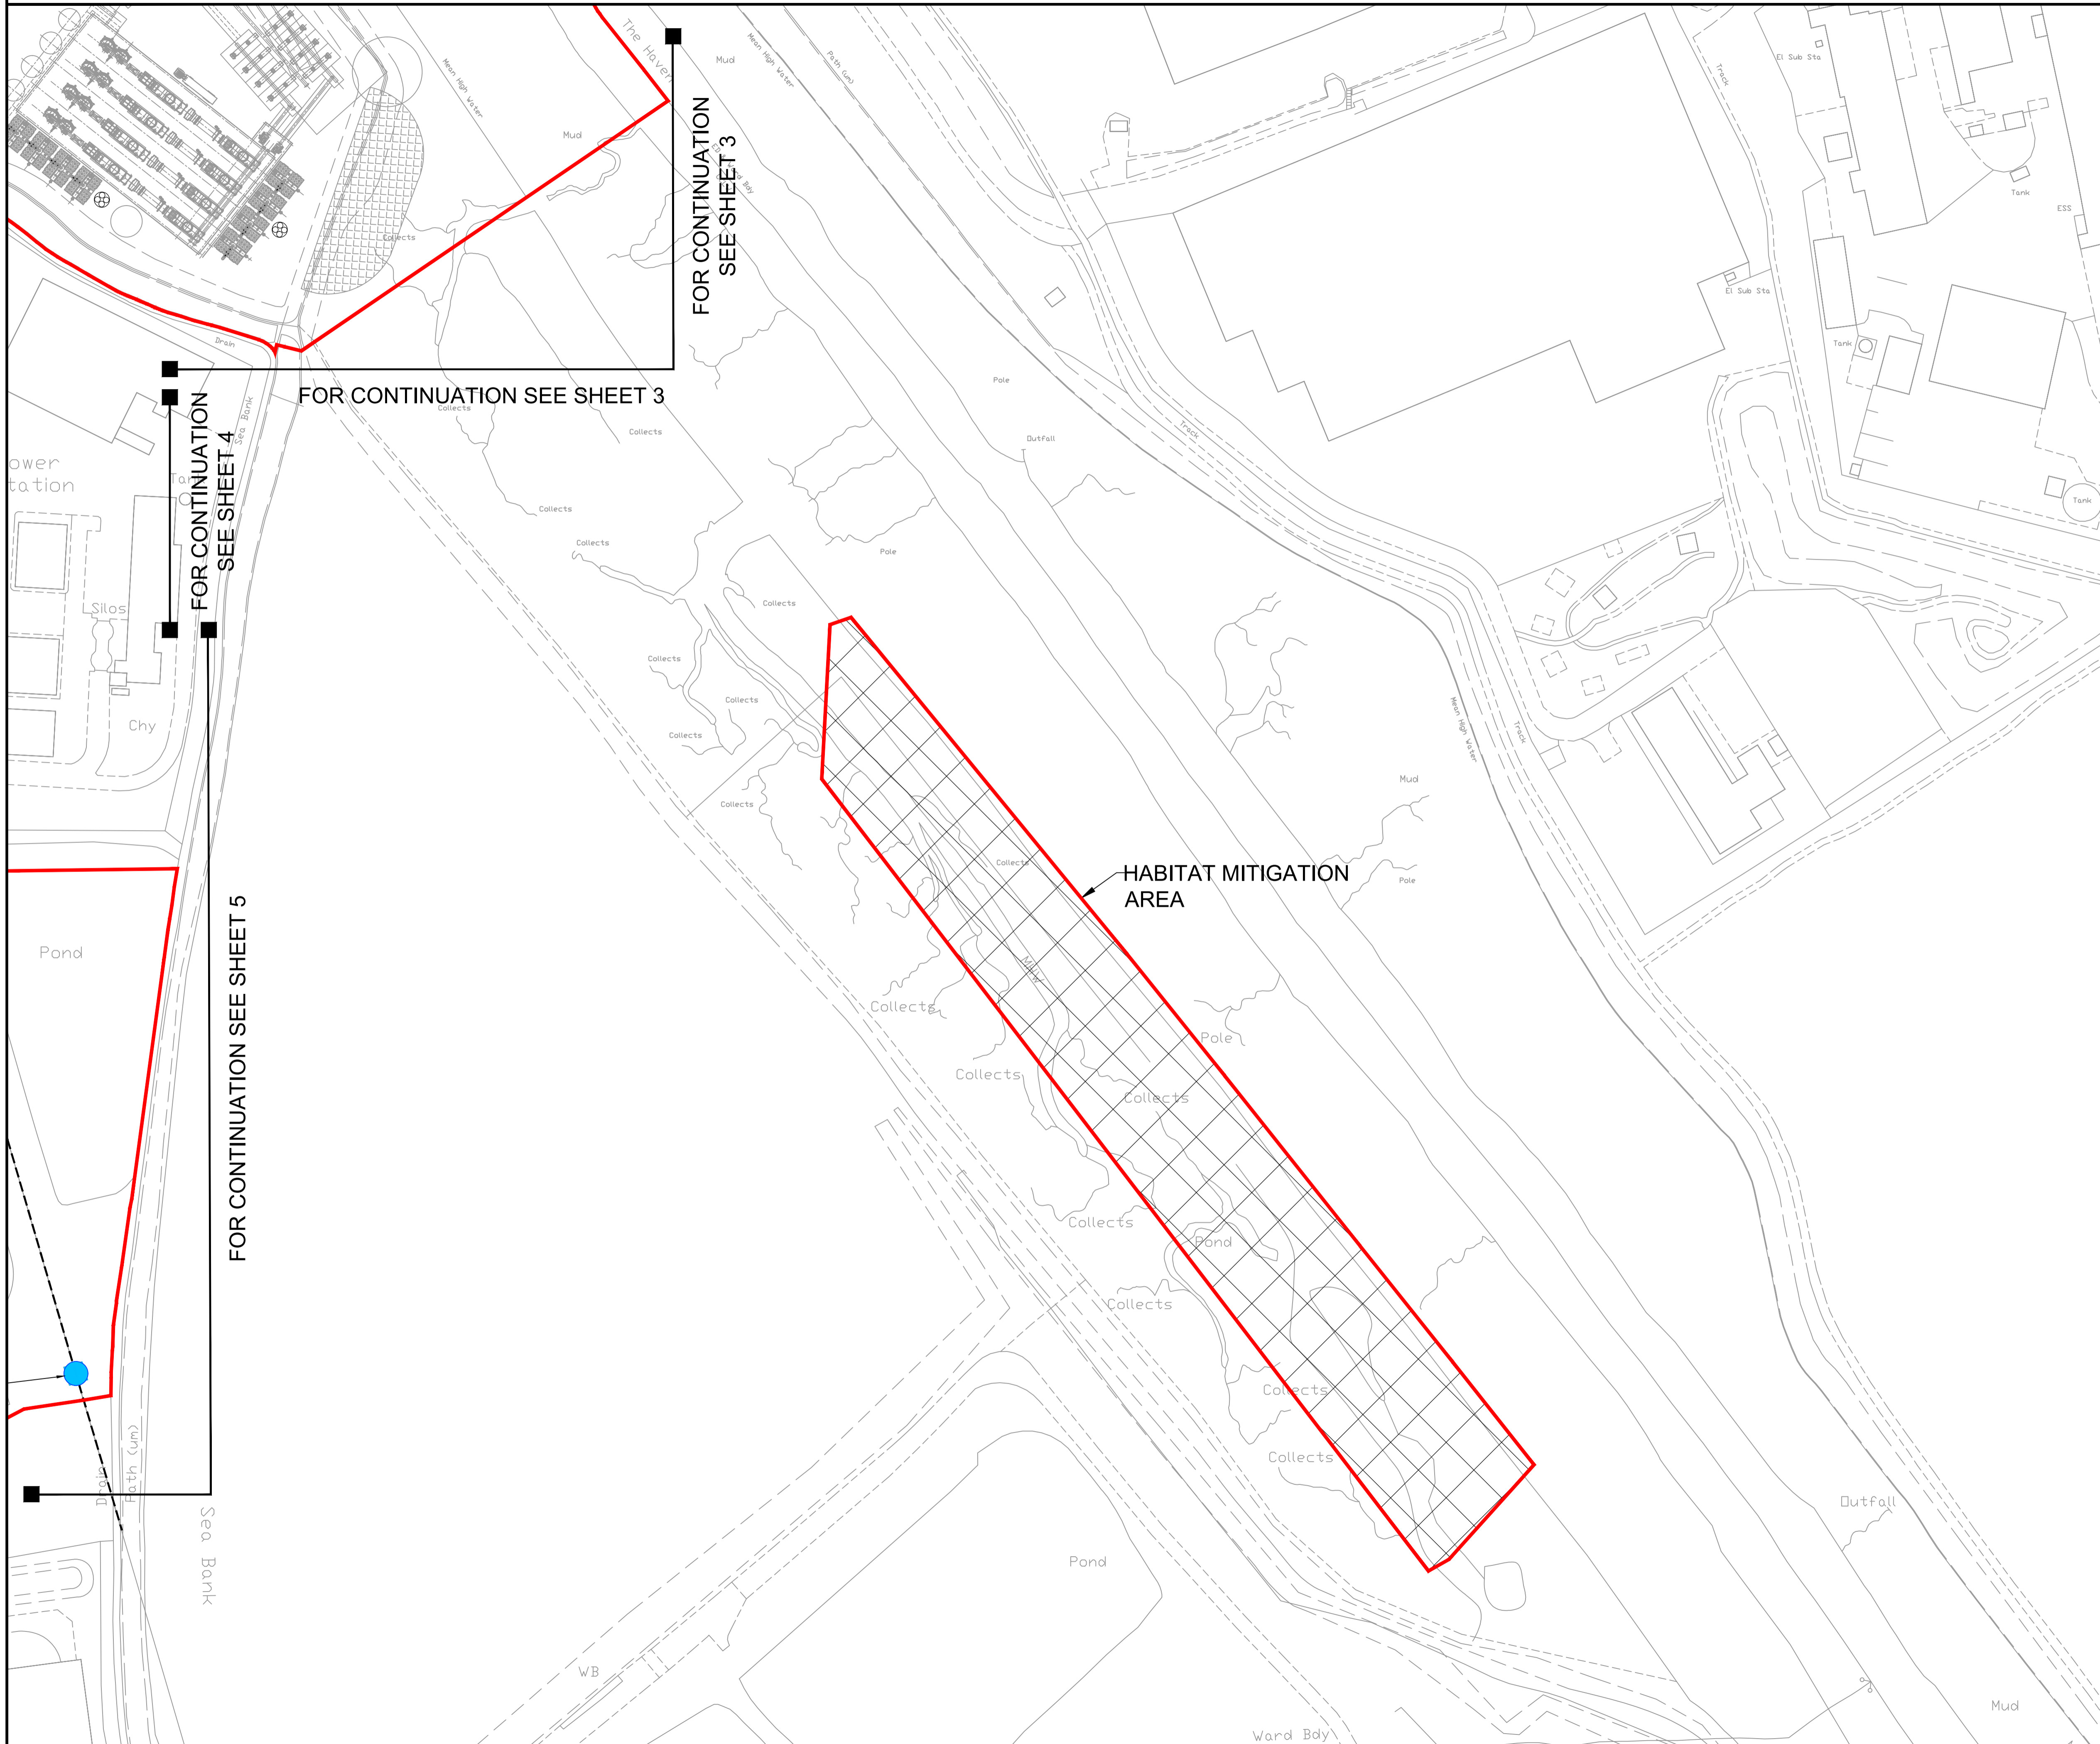 The Haven
Mud
Mean High Water
Path (um)
Mean High Water
Mud
FOR CONTINUATION
SEE SHEET 3
Track
El Sub Sta
Tank
ESS
El Sub Sta
Tank
Tank
Collects
Drain
FOR CONTINUATION SEE SHEET 3
Collects
Collects
Collects
Collects
Pole
Outfall
Pole
Track
Sea Bank
FOR CONTINUATION
SEE SHEET 4
ower
tation
Tank
Silos
Chy
Collects
Collects
Collects
Collects
Collects
Collects
Mean High Water
Track
Mud
Pole
HABITAT MITIGATION
AREA
Pond
FOR CONTINUATION SEE SHEET 5
MHW
Collects
Pole
Collects
Collects
Collects
Pond
Collects
Collects
Collects
Drain
Path (um)
Sea Bank
Outfall
Pond
WB
Mud
Ward Bdy